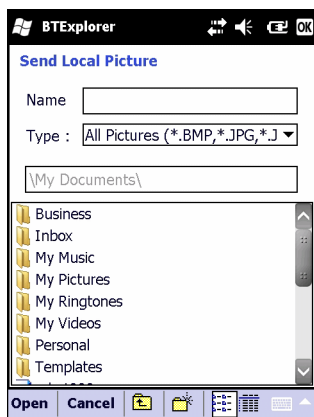 BTExplorer OK
Send Local Picture
Name
Type : All Pictures (*.BMP,*.JPG,*.J
\My Documents\
Business
Inbox
My Music
My Pictures
My Ringtones
My Videos
Personal
Templates
Open Cancel